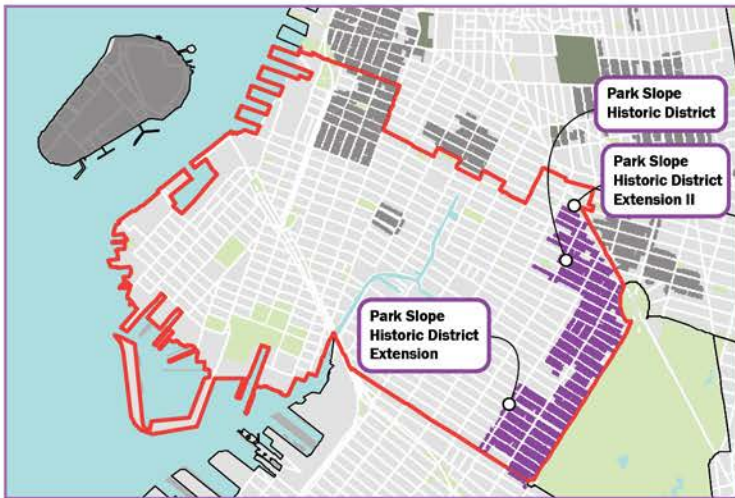 Park Slope
Historic District
Park Slope
Historic District
Extension II
Park Slope
Historic District
Extension